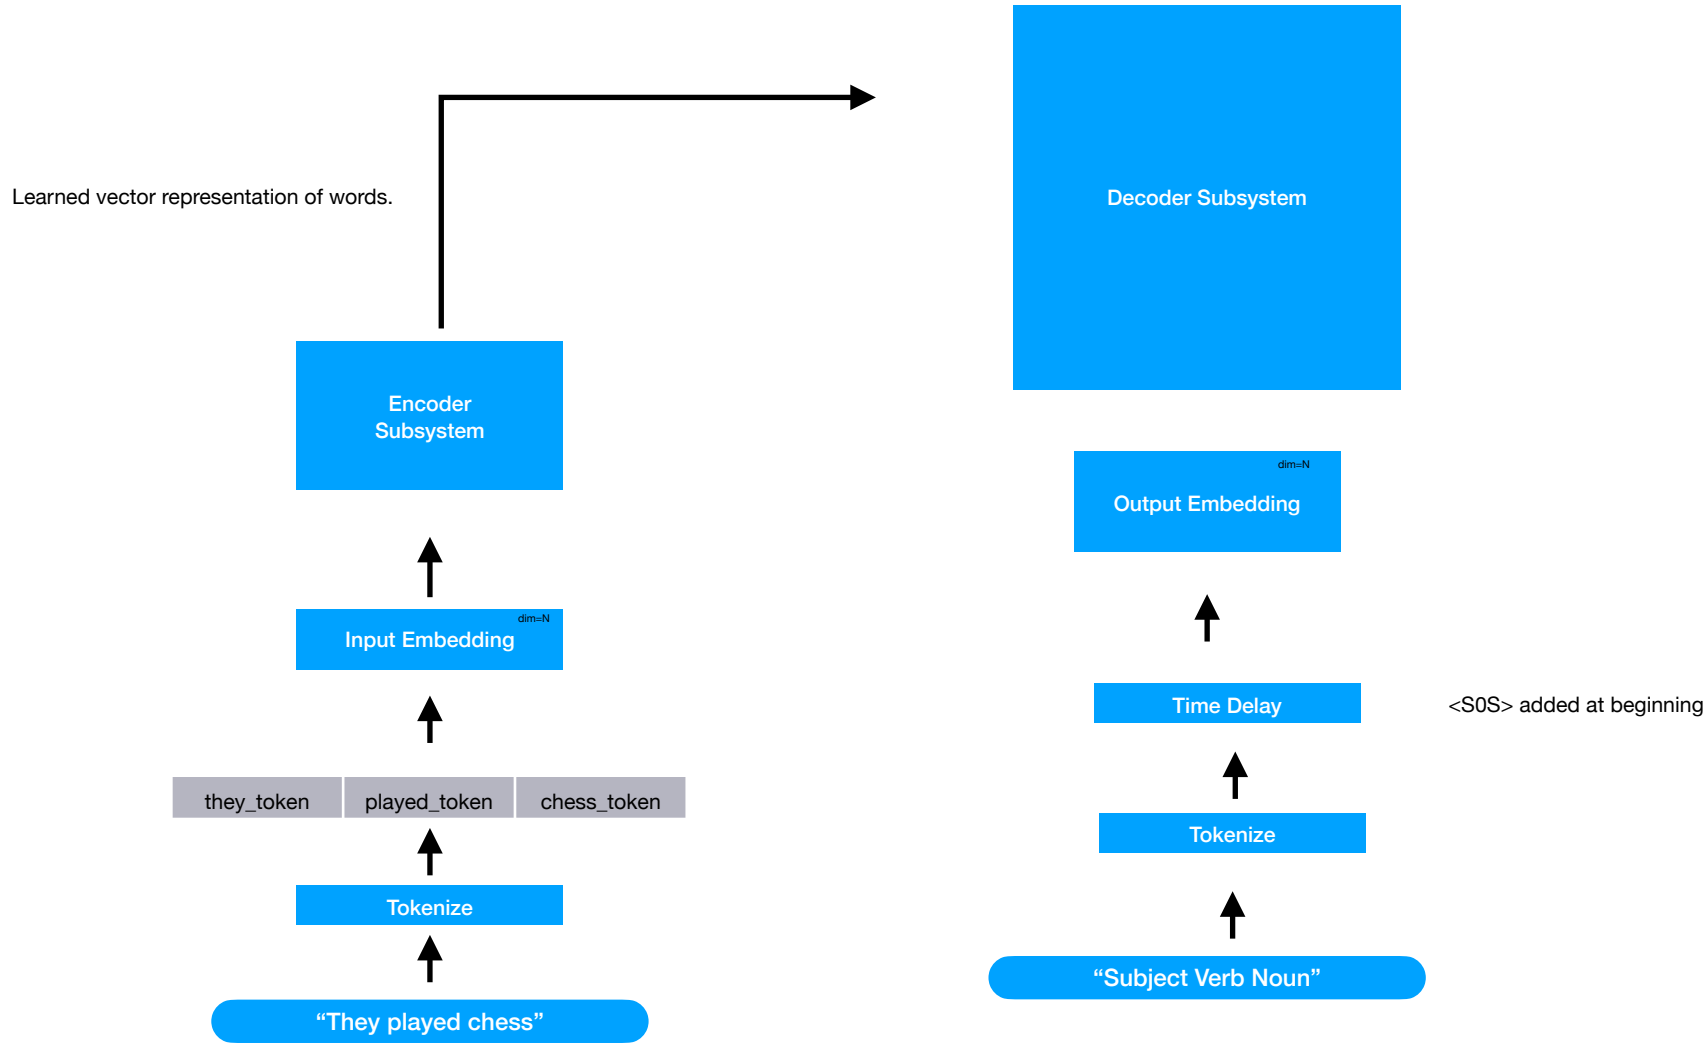 Learned vector representation of words.
Decoder Subsystem
Encoder
Subsystem
dim=N
Output Embedding
dim=N
Input Embedding
Time Delay
<S0S> added at beginning
they_token played_token chess_token
Tokenize
Tokenize
“Subject Verb Noun”
“They played chess”